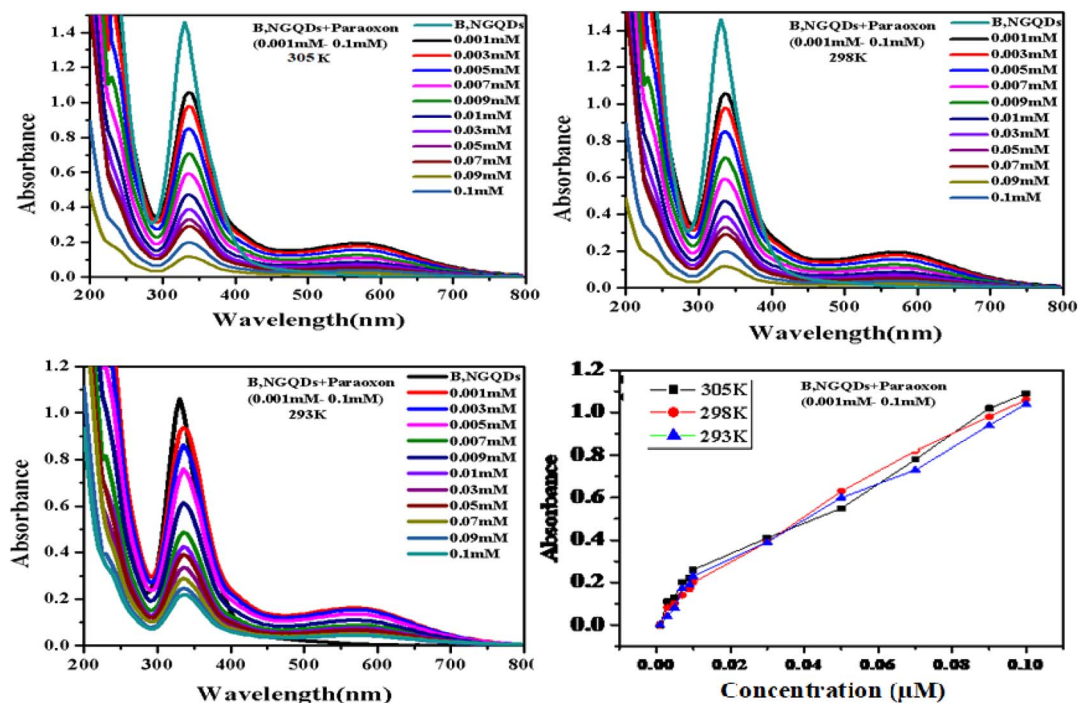 B,NGQDs+Paraoxon
(0.001mM- 0.1mM)
305 K
B,NGQDs
0.001mM
0.003mM
0.005mM
0.007mM
0.009mM
0.01mM
0.03mM
0.05mM
0.07mM
0.09mM
0.1mM
1.4
1.2
1.0
0.8
0.6
0.4
0.2
0.0
Absorbance
200 300 400 500 600 700 800
Wavelength(nm)
B,NGQDs+Paraoxon
(0.001mM- 0.1mM)
298K
B,NGQDs
0.001mM
0.003mM
0.005mM
0.007mM
0.009mM
0.01mM
0.03mM
0.05mM
0.07mM
0.09mM
0.1mM
1.4
1.2
1.0
0.8
0.6
0.4
0.2
0.0
Absorbance
200 300 400 500 600 700 800
Wavelength(nm)
B,NGQDs+Paraoxon
(0.001mM- 0.1mM)
293K
B,NGQDs
0.001mM
0.003mM
0.005mM
0.007mM
0.009mM
0.01mM
0.03mM
0.05mM
0.07mM
0.09mM
0.1mM
1.2
1.0
0.8
0.6
0.4
0.2
0.0
Absorbance
200 300 400 500 600 700 800
Wavelength(nm)
B,NGQDs+Paraoxon
(0.001mM- 0.1mM)
305K
298K
293K
1.2
1.0
0.8
0.6
0.4
0.2
0.0
Absorbance
0.00 0.02 0.04 0.06 0.08 0.10
Concentration (µM)